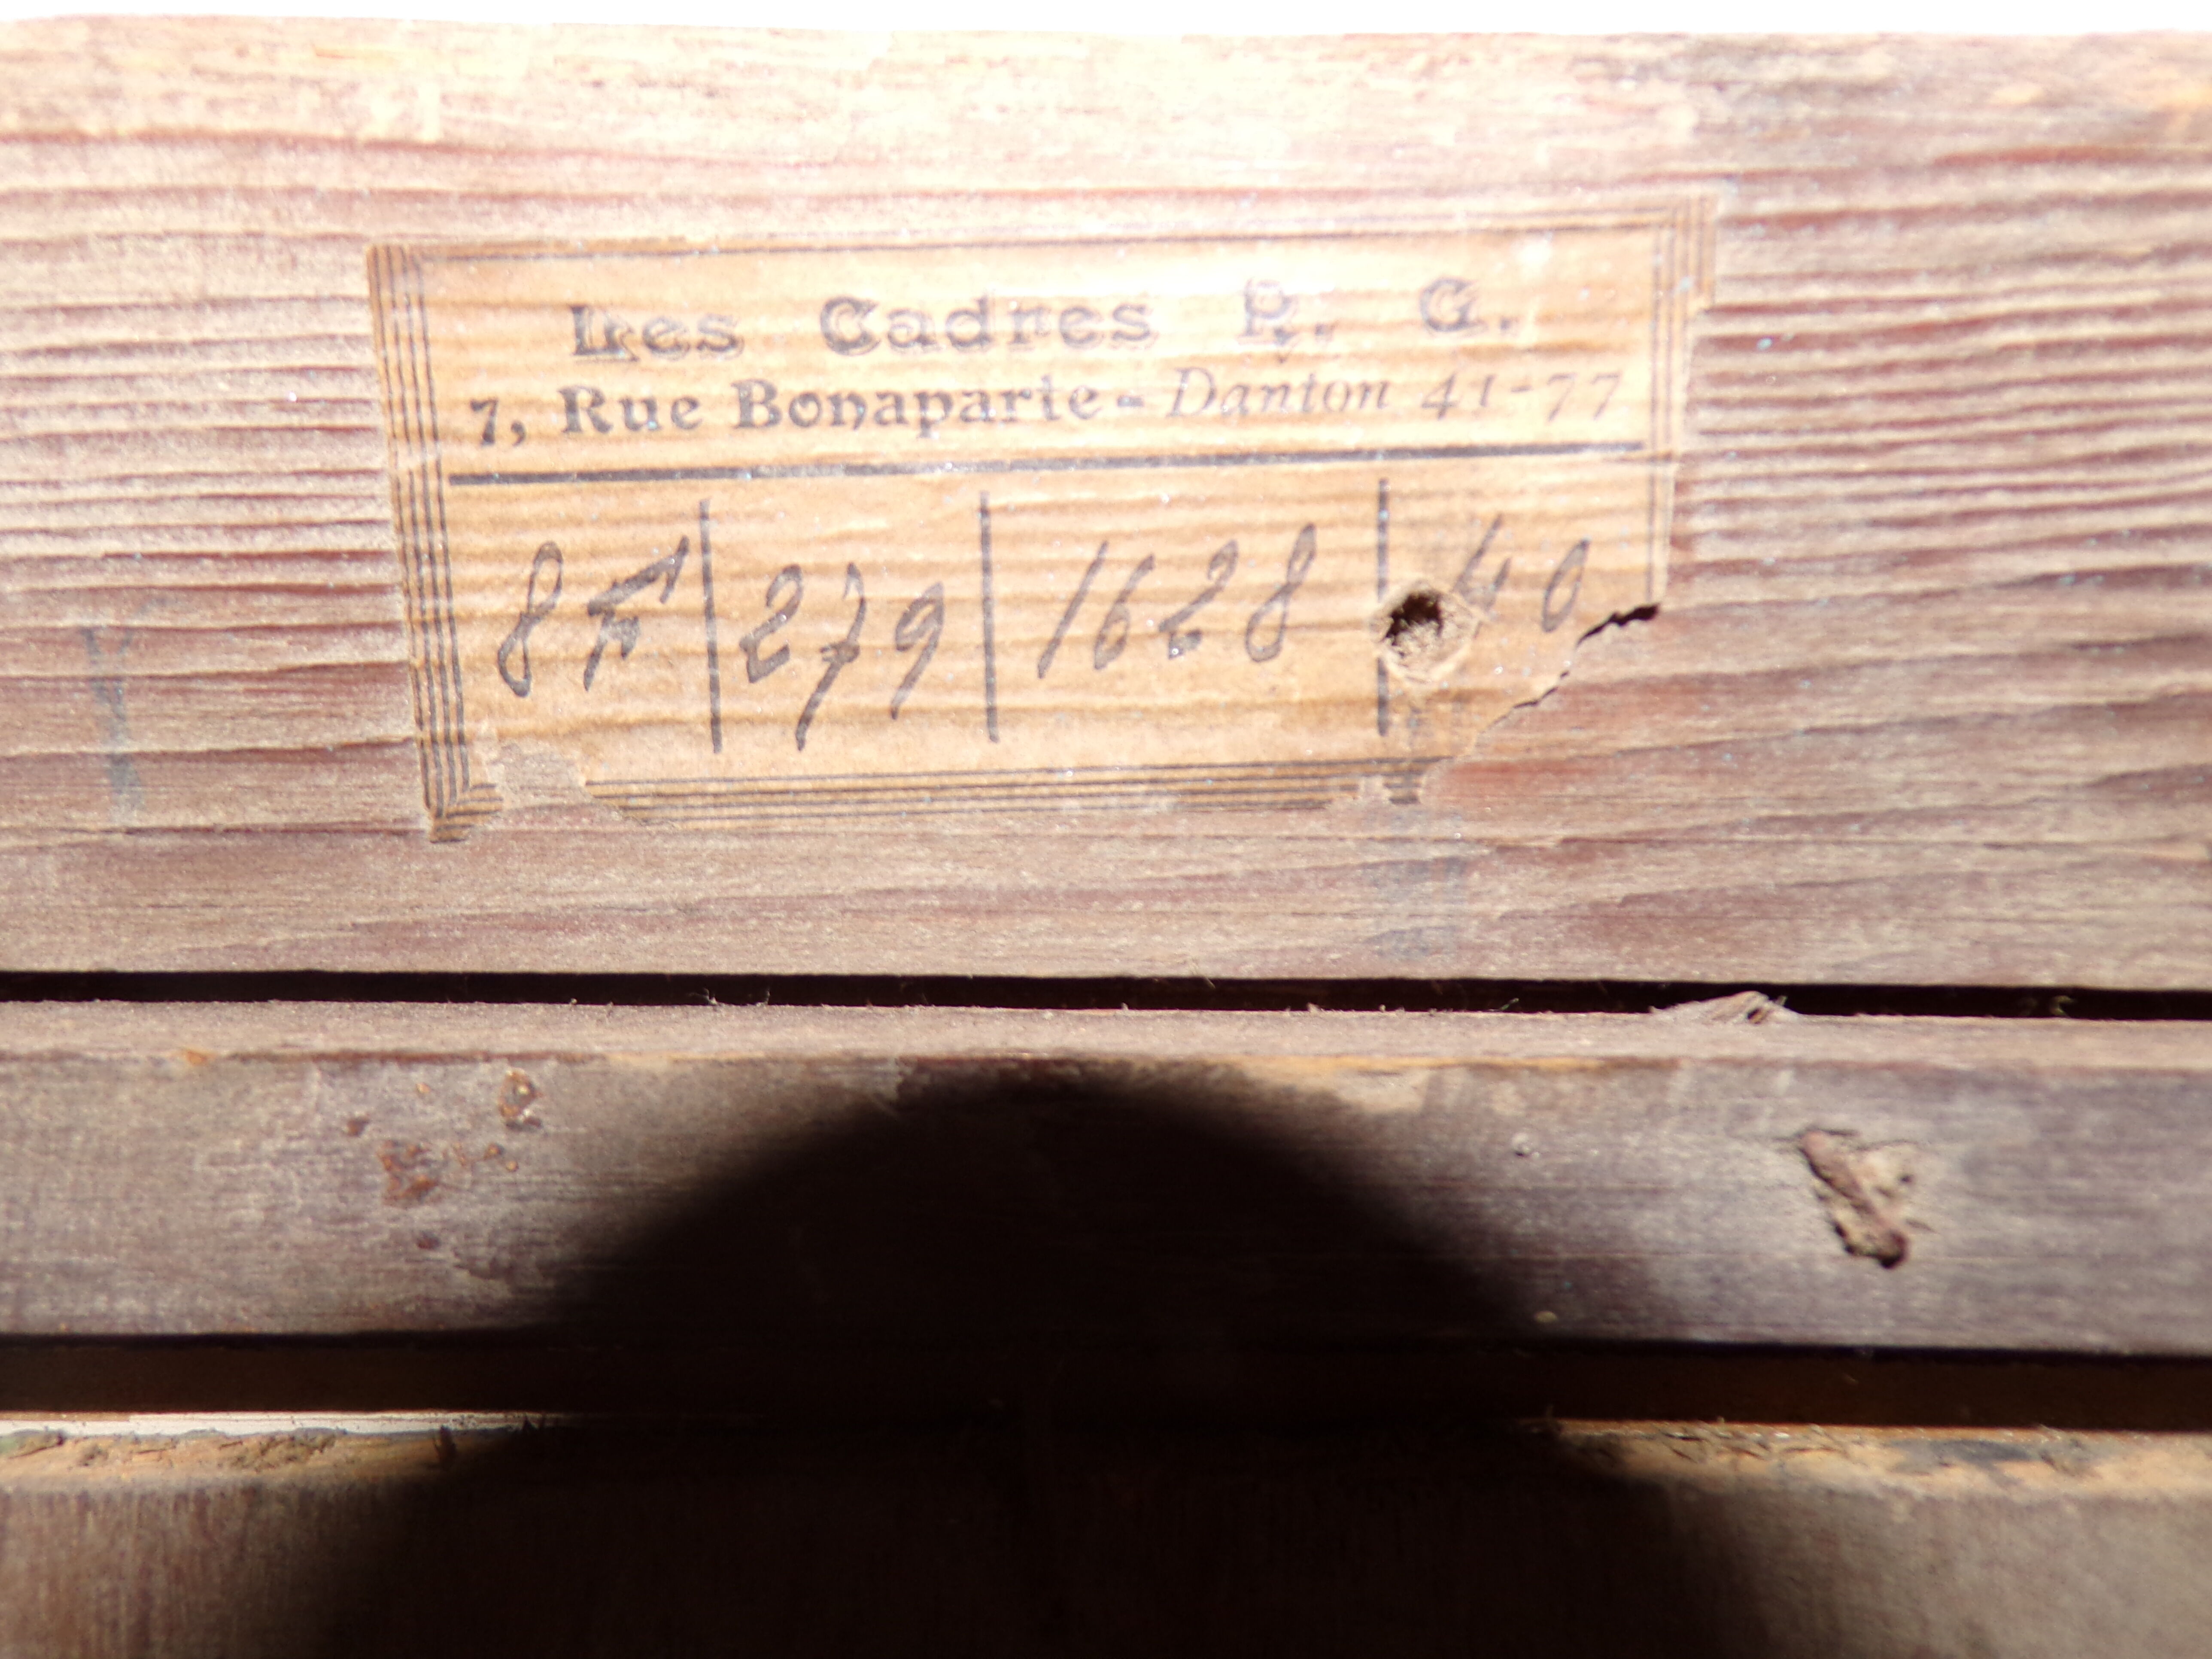 Les Cadres R. G.
7, Rue Bonaparte - Danton 41-77
8F | 279 | 1628 | 40